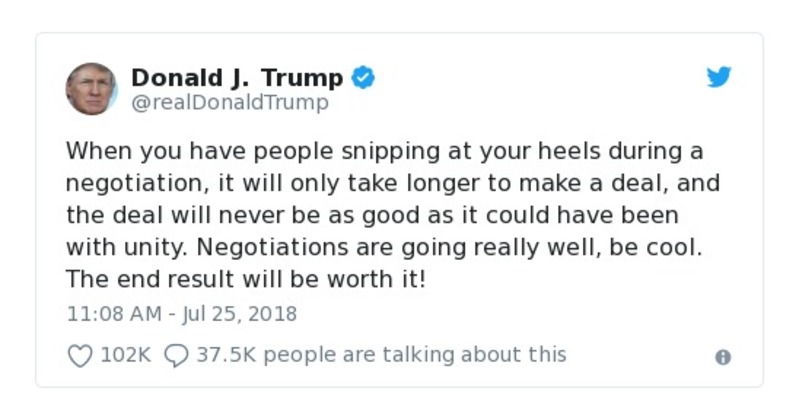 Donald J. Trump
@realDonaldTrump
When you have people snipping at your heels during a
negotiation, it will only take longer to make a deal, and
the deal will never be as good as it could have been
with unity. Negotiations are going really well, be cool.
The end result will be worth it!
11:08 AM - Jul 25, 2018
102K 37.5K people are talking about this